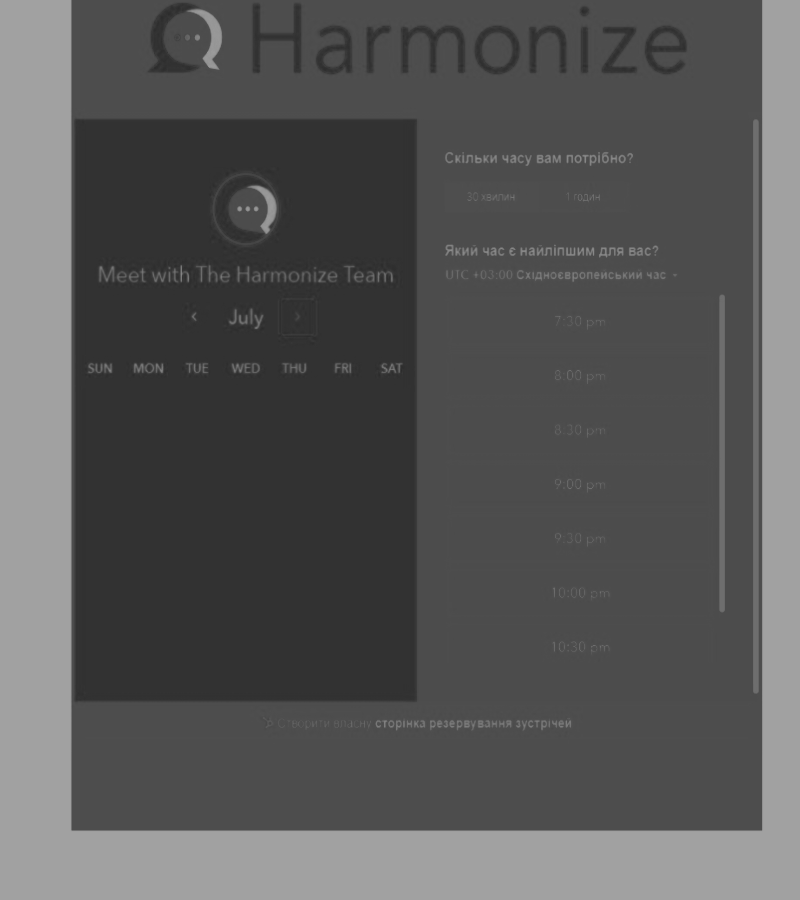 Harmonize
Meet with The Harmonize Team
July
SUN MON TUE WED THU FRI SAT
Скільки часу вам потрібно?
30 хвилин 1 годин
Який час є найліпшим для вас?
UTC +03:00 Східноєвропейський час
7:30 pm
8:00 pm
8:30 pm
9:00 pm
9:30 pm
10:00 pm
10:30 pm
Створити власну сторінка резервування зустрічей